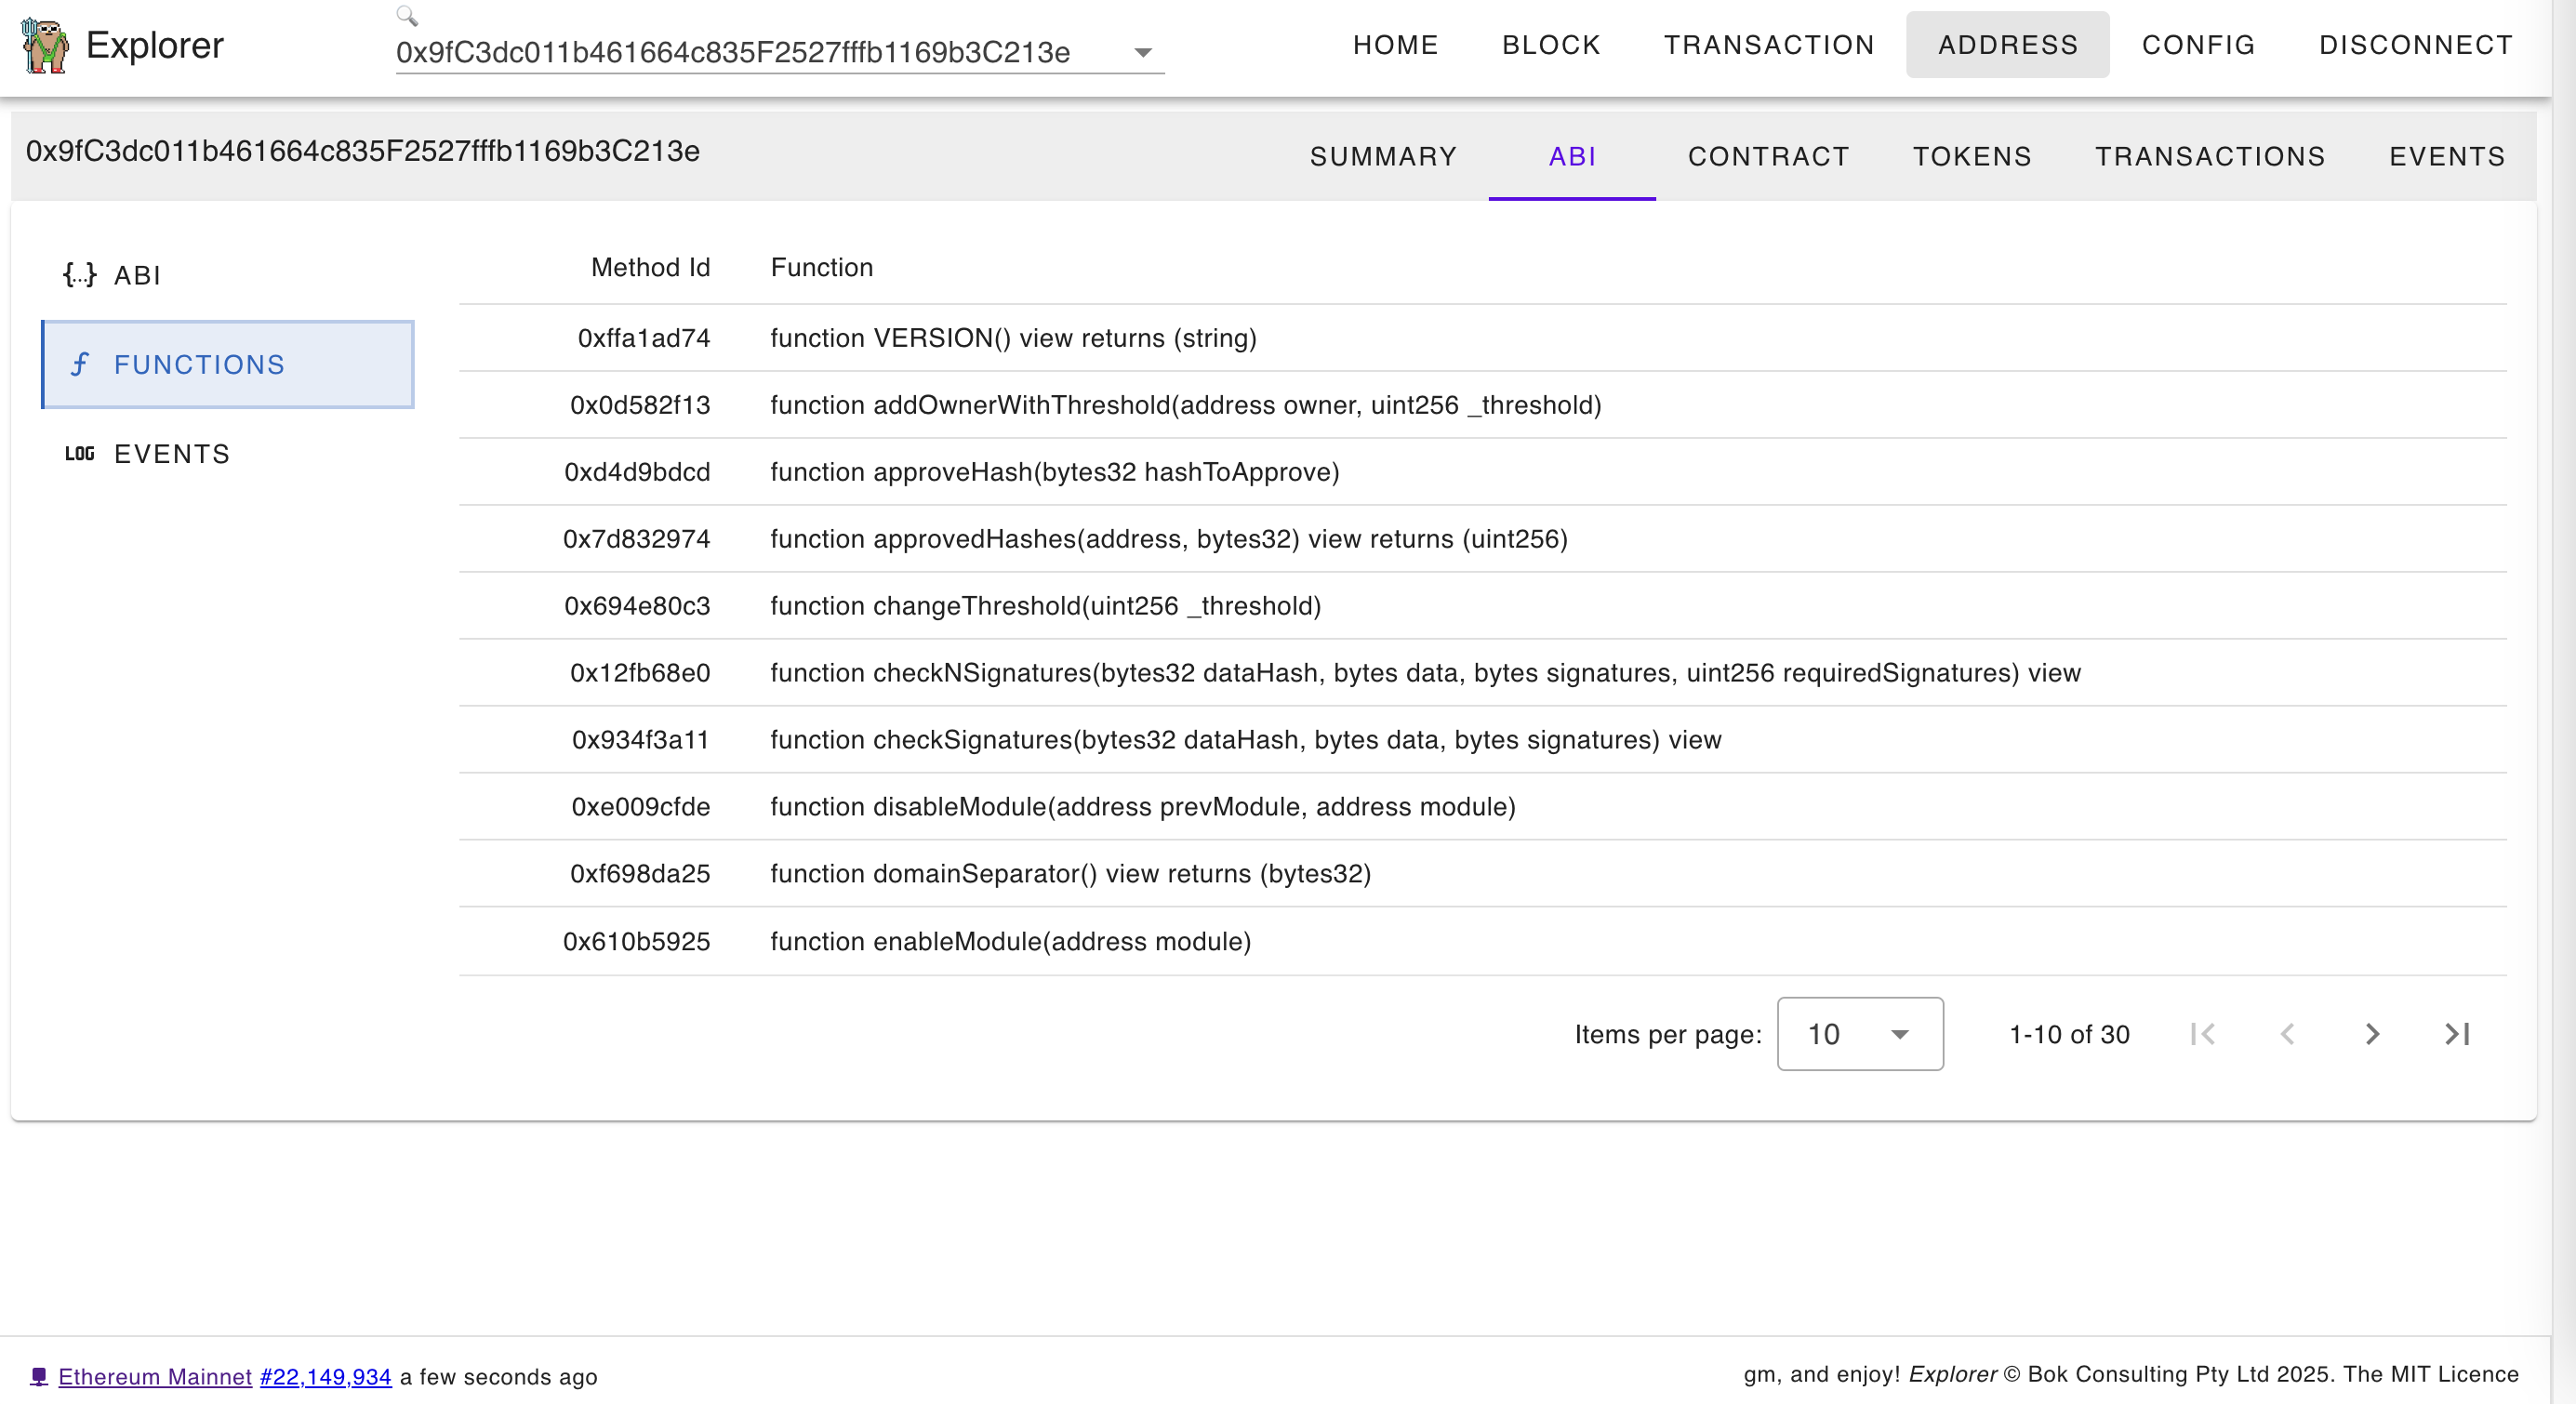 Explorer
0x9fC3dc011b461664c835F2527fffb1169b3C213e
HOME BLOCK TRANSACTION ADDRESS CONFIG DISCONNECT
0x9fC3dc011b461664c835F2527fffb1169b3C213e
SUMMARY ABI CONTRACT TOKENS TRANSACTIONS EVENTS
{...} ABI
FUNCTIONS
LOG EVENTS
Method Id Function
0xffa1ad74 function VERSION() view returns (string)
0x0d582f13 function addOwnerWithThreshold(address owner, uint256 _threshold)
0xd4d9bdcd function approveHash(bytes32 hashToApprove)
0x7d832974 function approvedHashes(address, bytes32) view returns (uint256)
0x694e80c3 function changeThreshold(uint256 _threshold)
0x12fb68e0 function checkNSignatures(bytes32 dataHash, bytes data, bytes signatures, uint256 requiredSignatures) view
0x934f3a11 function checkSignatures(bytes32 dataHash, bytes data, bytes signatures) view
0xe009cfde function disableModule(address prevModule, address module)
0xf698da25 function domainSeparator() view returns (bytes32)
0x610b5925 function enableModule(address module)
Items per page: 10 1-10 of 30
Ethereum Mainnet #22,149,934 a few seconds ago
gm, and enjoy! Explorer © Bok Consulting Pty Ltd 2025. The MIT Licence